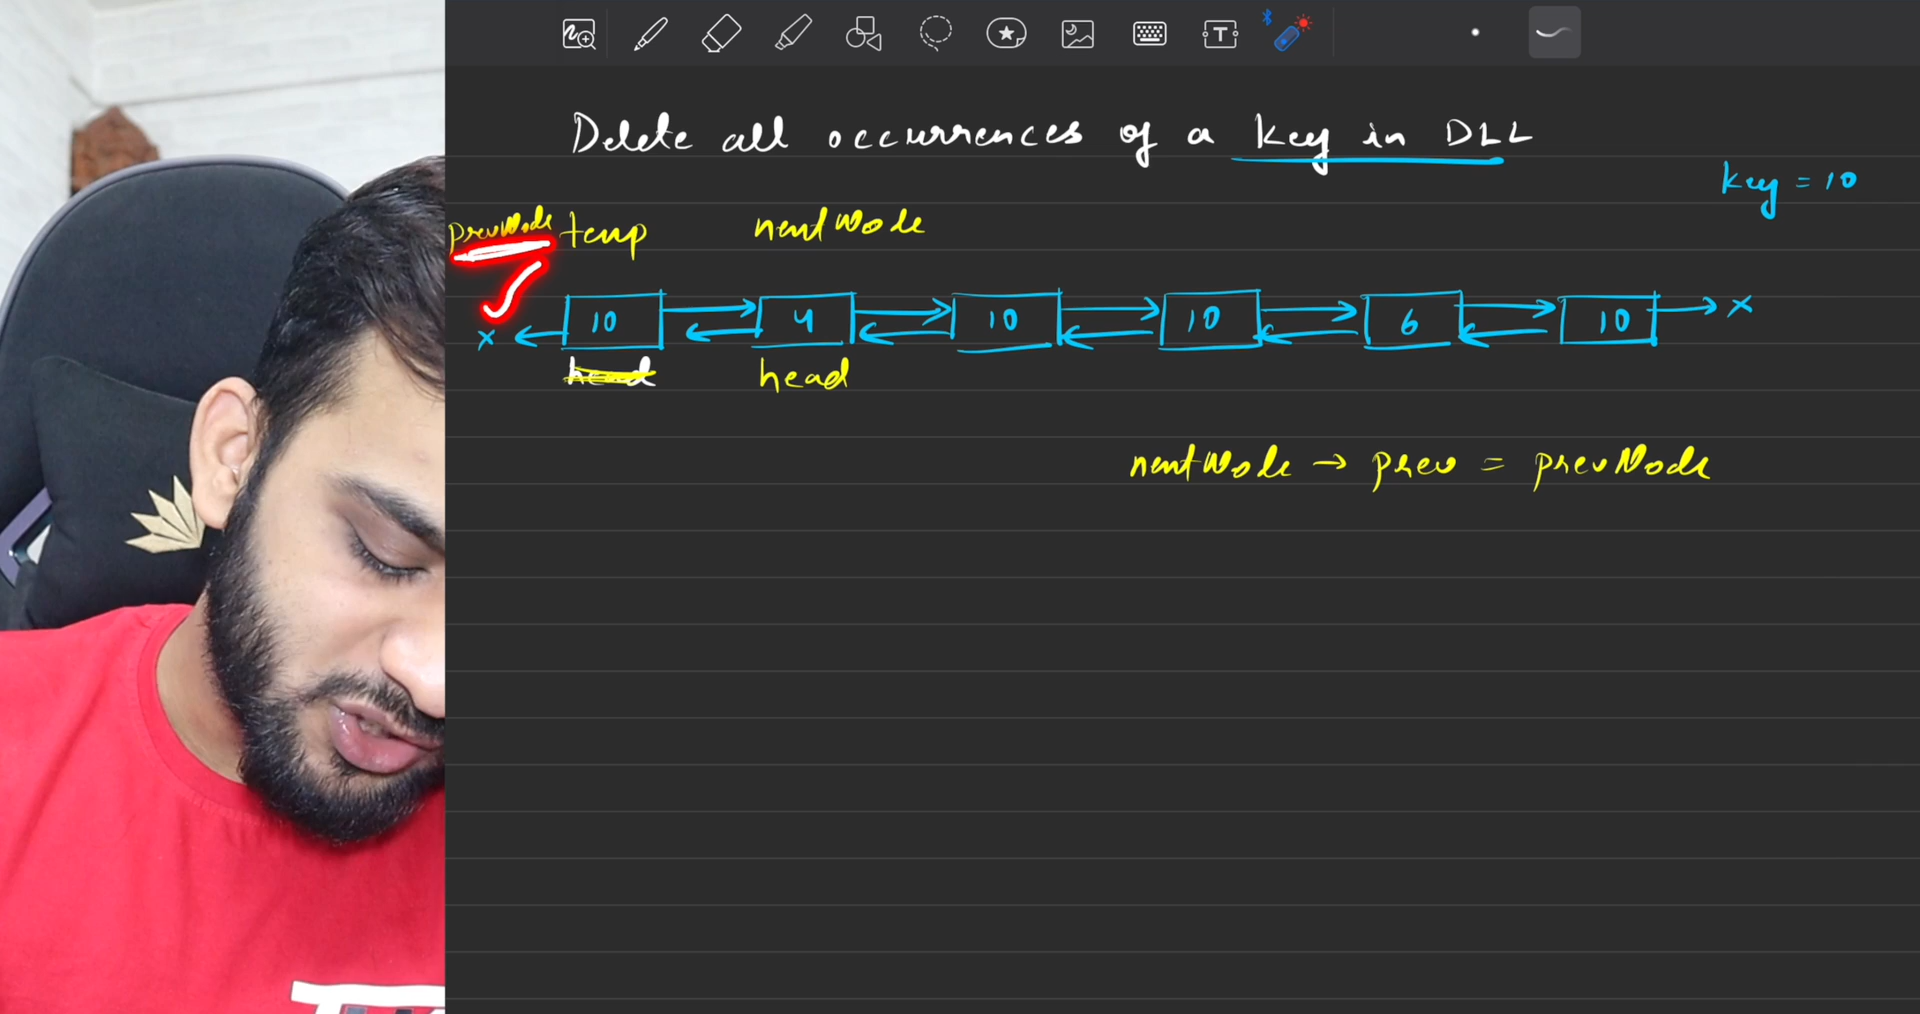 Delete all occurrences of a key in DLL
key = 10
prevNode temp nextNode
x 10 4 10 10 6 10 x
head head
nextNode → prev = prevNode